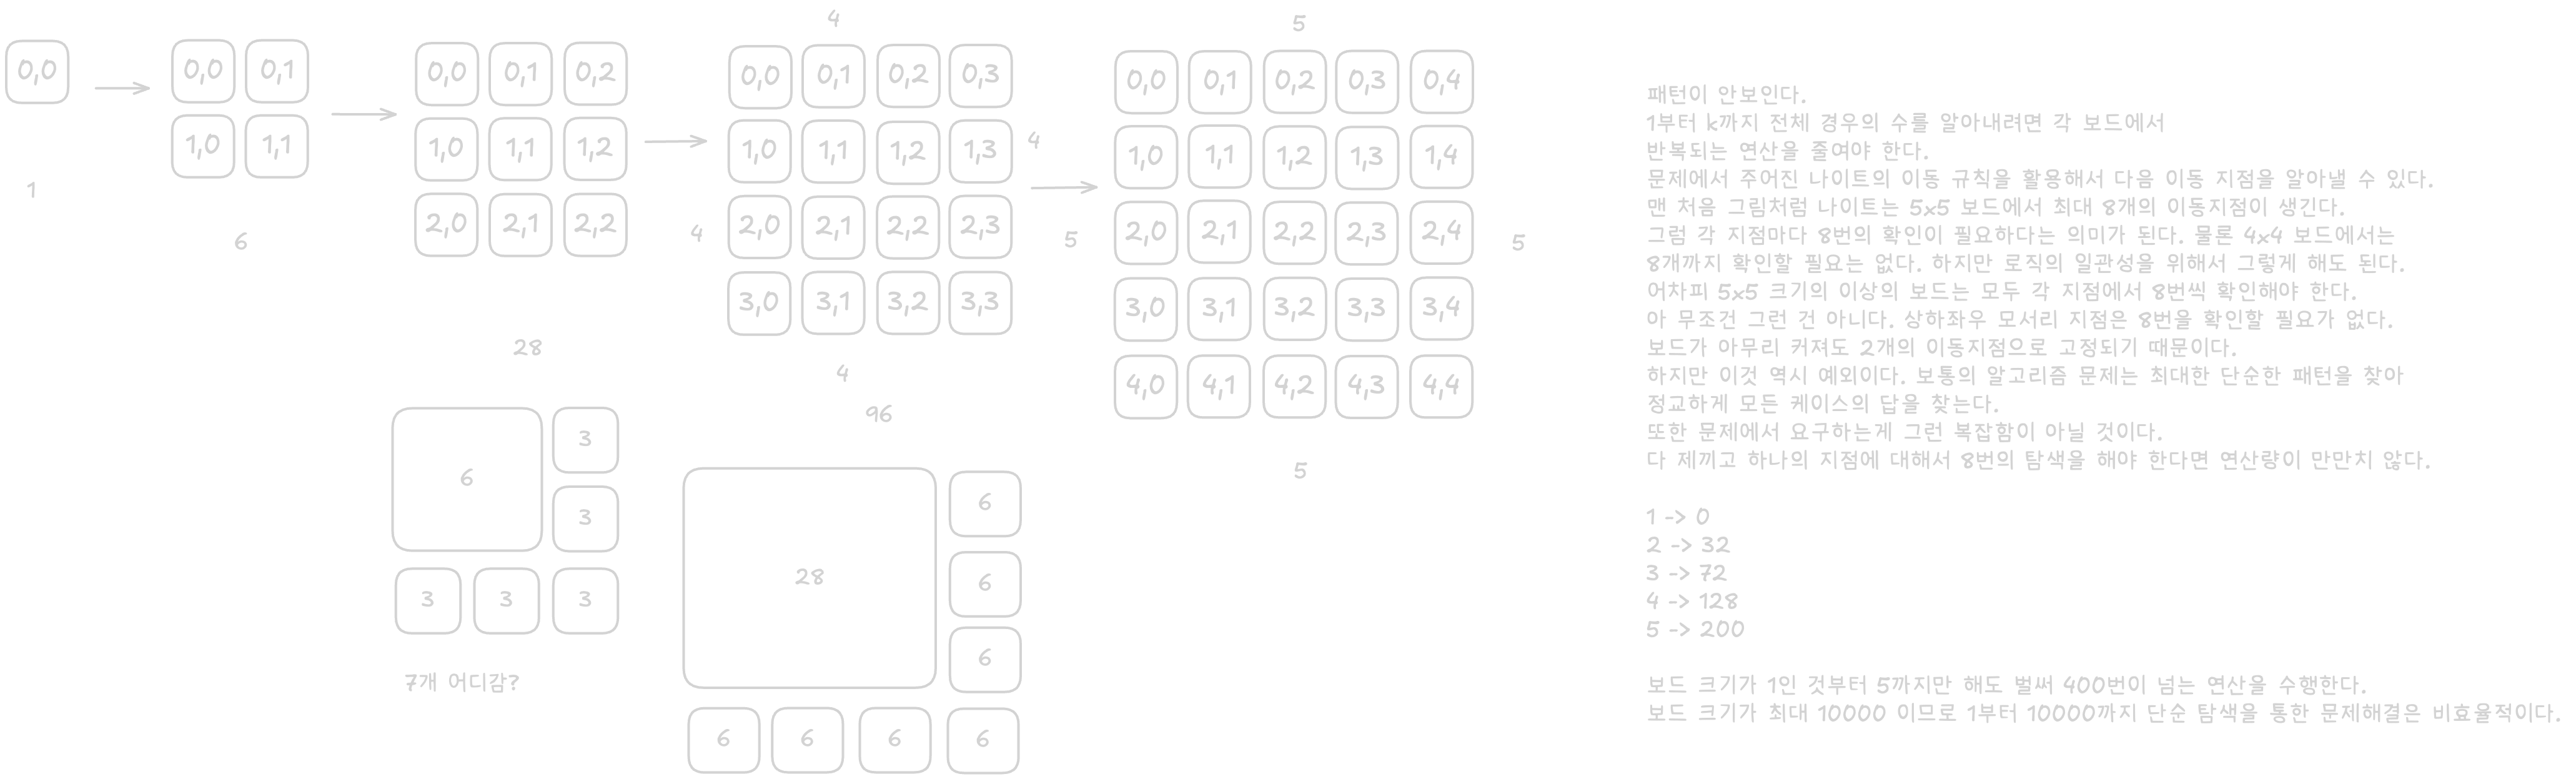 4
5
0,0
0,0 0,1
1,0 1,1
0,0 0,1 0,2
1,0 1,1 1,2
2,0 2,1 2,2
0,0 0,1 0,2 0,3
1,0 1,1 1,2 1,3
2,0 2,1 2,2 2,3
3,0 3,1 3,2 3,3
0,0 0,1 0,2 0,3 0,4
1,0 1,1 1,2 1,3 1,4
2,0 2,1 2,2 2,3 2,4
3,0 3,1 3,2 3,3 3,4
4,0 4,1 4,2 4,3 4,4
4
1
4
5
5
6
28
4
96
5
6
3
3
3 3 3
7개 어디감?
28
6
6
6
6 6 6 6
패턴이 안보인다.
1부터 k까지 전체 경우의 수를 알아내려면 각 보드에서
반복되는 연산을 줄여야 한다.
문제에서 주어진 나이트의 이동 규칙을 활용해서 다음 이동 지점을 알아낼 수 있다.
맨 처음 그림처럼 나이트는 5x5 보드에서 최대 8개의 이동지점이 생긴다.
그럼 각 지점마다 8번의 확인이 필요하다는 의미가 된다. 물론 4x4 보드에서는
8개까지 확인할 필요는 없다. 하지만 로직의 일관성을 위해서 그렇게 해도 된다.
어차피 5x5 크기의 이상의 보드는 모두 각 지점에서 8번씩 확인해야 한다.
아 무조건 그런 건 아니다. 상하좌우 모서리 지점은 8번을 확인할 필요가 없다.
보드가 아무리 커져도 2개의 이동지점으로 고정되기 때문이다.
하지만 이것 역시 예외이다. 보통의 알고리즘 문제는 최대한 단순한 패턴을 찾아
정교하게 모든 케이스의 답을 찾는다.
또한 문제에서 요구하는게 그런 복잡함이 아닐 것이다.
다 제끼고 하나의 지점에 대해서 8번의 탐색을 해야 한다면 연산량이 만만치 않다.
1 -> 0
2 -> 32
3 -> 72
4 -> 128
5 -> 200
보드 크기가 1인 것부터 5까지만 해도 벌써 400번이 넘는 연산을 수행한다.
보드 크기가 최대 10000 이므로 1부터 10000까지 단순 탐색을 통한 문제해결은 비효율적이다.